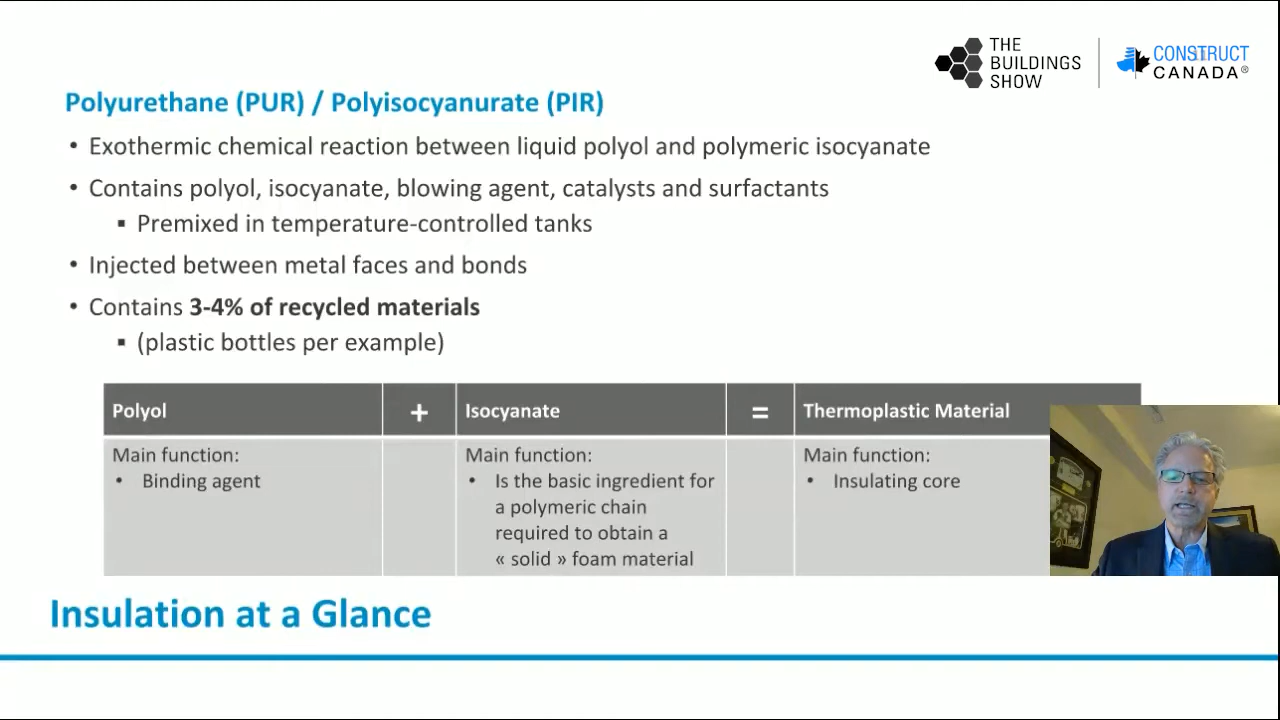 THE
BUILDINGS
SHOW
CONSTRUCT
CANADA®
Polyurethane (PUR) / Polyisocyanurate (PIR)
• Exothermic chemical reaction between liquid polyol and polymeric isocyanate
• Contains polyol, isocyanate, blowing agent, catalysts and surfactants
▪ Premixed in temperature-controlled tanks
• Injected between metal faces and bonds
• Contains 3-4% of recycled materials
▪ (plastic bottles per example)
Polyol + Isocyanate = Thermoplastic Material
Main function:
• Binding agent
Main function:
• Is the basic ingredient for
a polymeric chain
required to obtain a
« solid » foam material
Main function:
• Insulating core
Insulation at a Glance